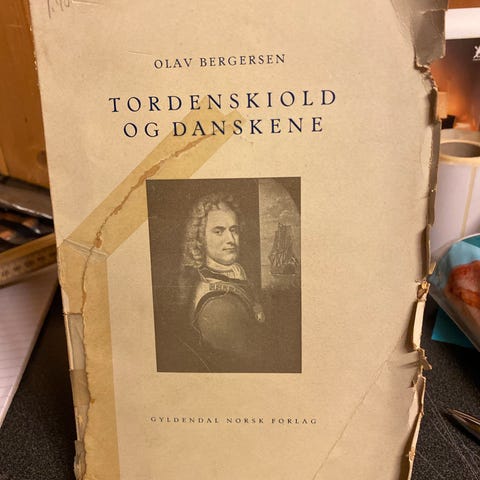 OLAV BERGERSEN
TORDENSKIOLD
OG DANSKENE
GYLDENDAL NORSK FORLAG